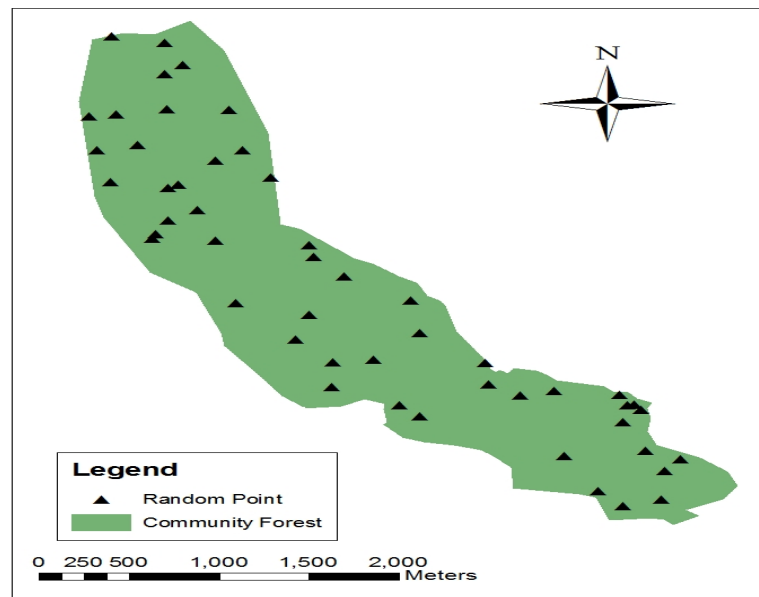 N
Legend
Random Point
Community Forest
0 250 500 1,000 1,500 2,000
Meters